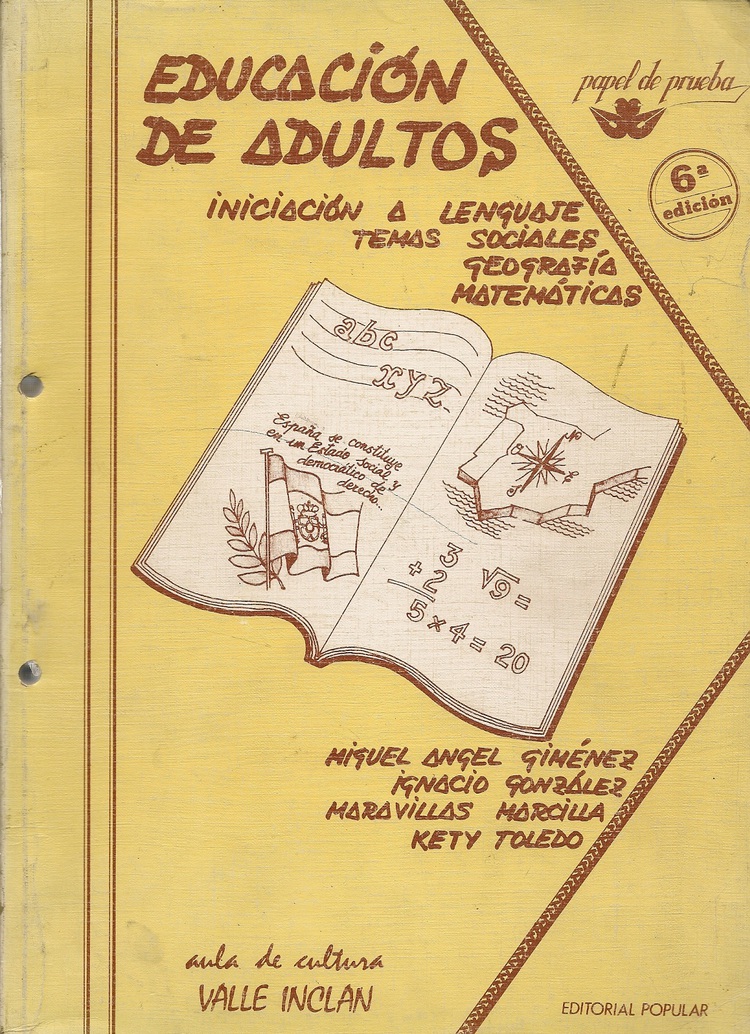 EDUCACIÓN
DE ADULTOS
papel de prueba
6ª
edición
INICIACIÓN A LENGUAJE
TEMAS SOCIALES
GEOGRAFÍA
MATEMÁTICAS
abc
xyz
España se constituye
en un Estado social y
democrático de
derecho...
N
O
E
S
3
+2
5 x 4 = 20
√9 =
MIGUEL ANGEL GIMÉNEZ
IGNACIO GONZÁLEZ
MARAVILLAS MARCILLA
KETY TOLEDO
aula de cultura
VALLE INCLAN
EDITORIAL POPULAR